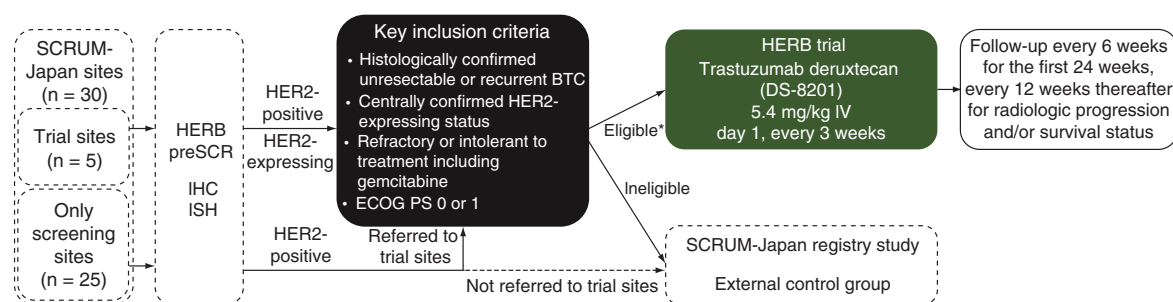 SCRUM-
Japan sites
(n = 30)
Trial sites
(n = 5)
Only
screening
sites
(n = 25)
HERB
preSCR
IHC
ISH
HER2-
positive
HER2-
expressing
HER2-
positive
Key inclusion criteria
• Histologically confirmed
unresectable or recurrent BTC
• Centrally confirmed HER2-
expressing status
• Refractory or intolerant to
treatment including
gemcitabine
• ECOG PS 0 or 1
Referred to
trial sites
Eligible*
Ineligible
Not referred to trial sites
HERB trial
Trastuzumab deruxtecan
(DS-8201)
5.4 mg/kg IV
day 1, every 3 weeks
Follow-up every 6 weeks
for the first 24 weeks,
every 12 weeks thereafter
for radiologic progression
and/or survival status
SCRUM-Japan registry study
External control group